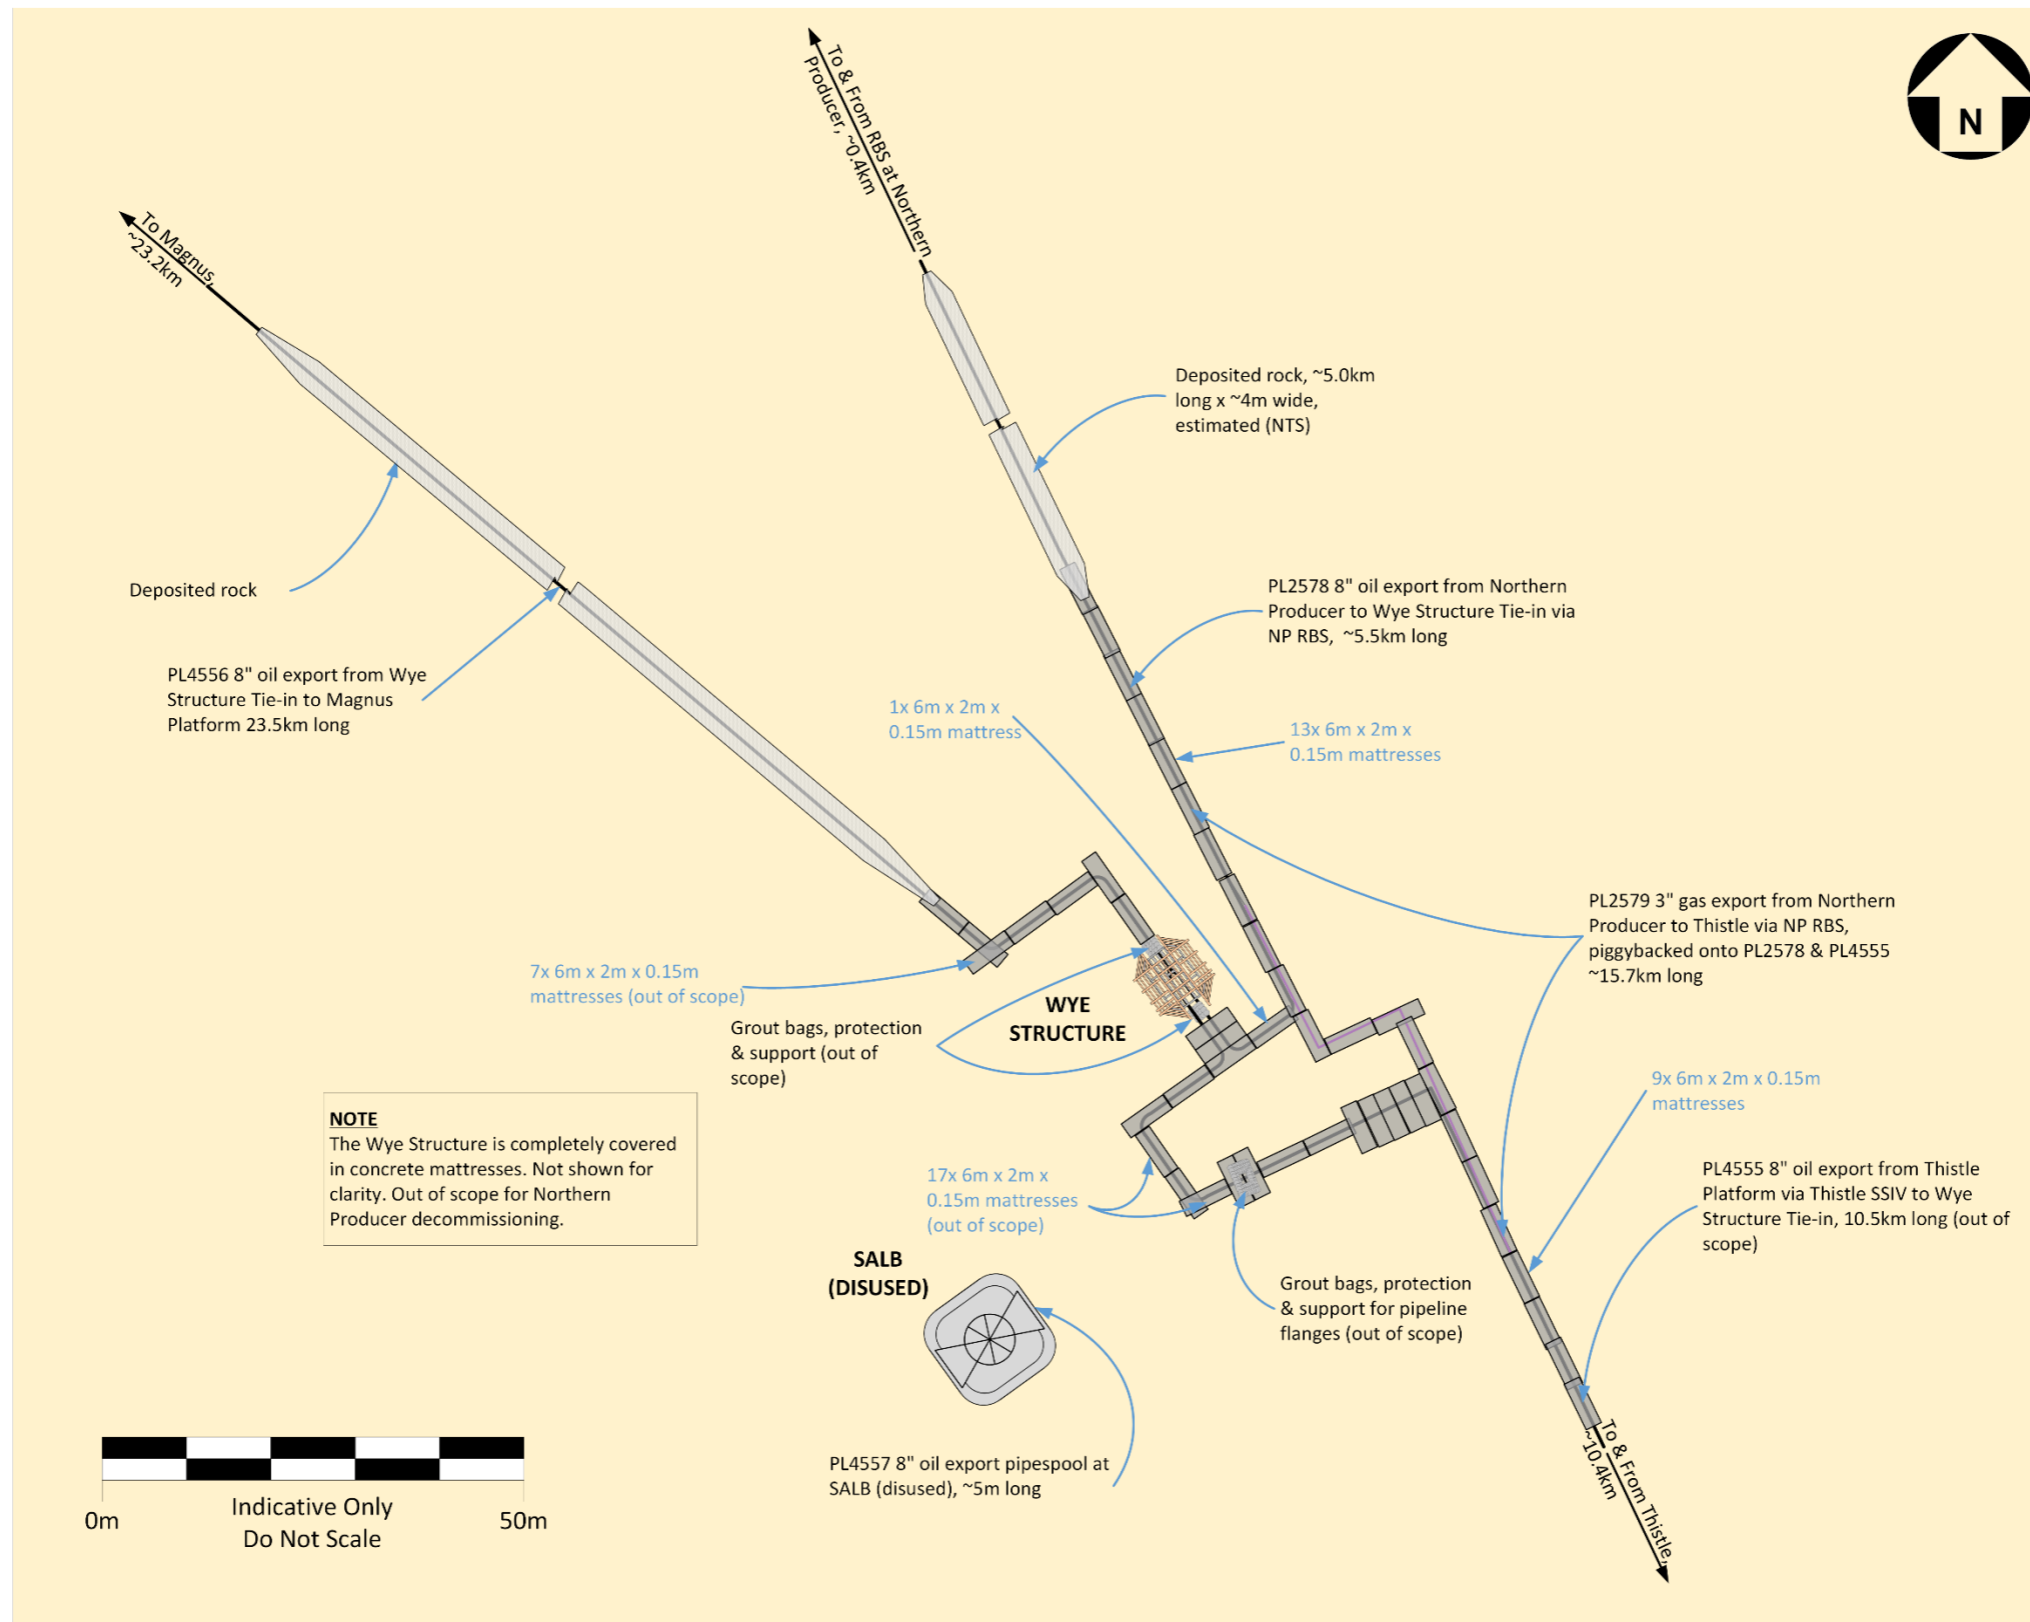 To & From RBS at Northern
Producer, ~0.4km
N
To Magnus,
~23.2km
Deposited rock, ~5.0km
long x ~4m wide,
estimated (NTS)
Deposited rock
PL2578 8" oil export from Northern
Producer to Wye Structure Tie-in via
NP RBS, ~5.5km long
PL4556 8" oil export from Wye
Structure Tie-in to Magnus
Platform 23.5km long
1x 6m x 2m x
0.15m mattress
13x 6m x 2m x
0.15m mattresses
PL2579 3" gas export from Northern
Producer to Thistle via NP RBS,
piggybacked onto PL2578 & PL4555
~15.7km long
7x 6m x 2m x 0.15m
mattresses (out of scope)
WYE
STRUCTURE
Grout bags, protection
& support (out of
scope)
9x 6m x 2m x 0.15m
mattresses
NOTE
The Wye Structure is completely covered
in concrete mattresses. Not shown for
clarity. Out of scope for Northern
Producer decommissioning.
17x 6m x 2m x
0.15m mattresses
(out of scope)
PL4555 8" oil export from Thistle
Platform via Thistle SSIV to Wye
Structure Tie-in, 10.5km long (out of
scope)
SALB
(DISUSED)
Grout bags, protection
& support for pipeline
flanges (out of scope)
PL4557 8" oil export pipespool at
SALB (disused), ~5m long
To & From Thistle,
~10.4km
0m
50m
Indicative Only
Do Not Scale